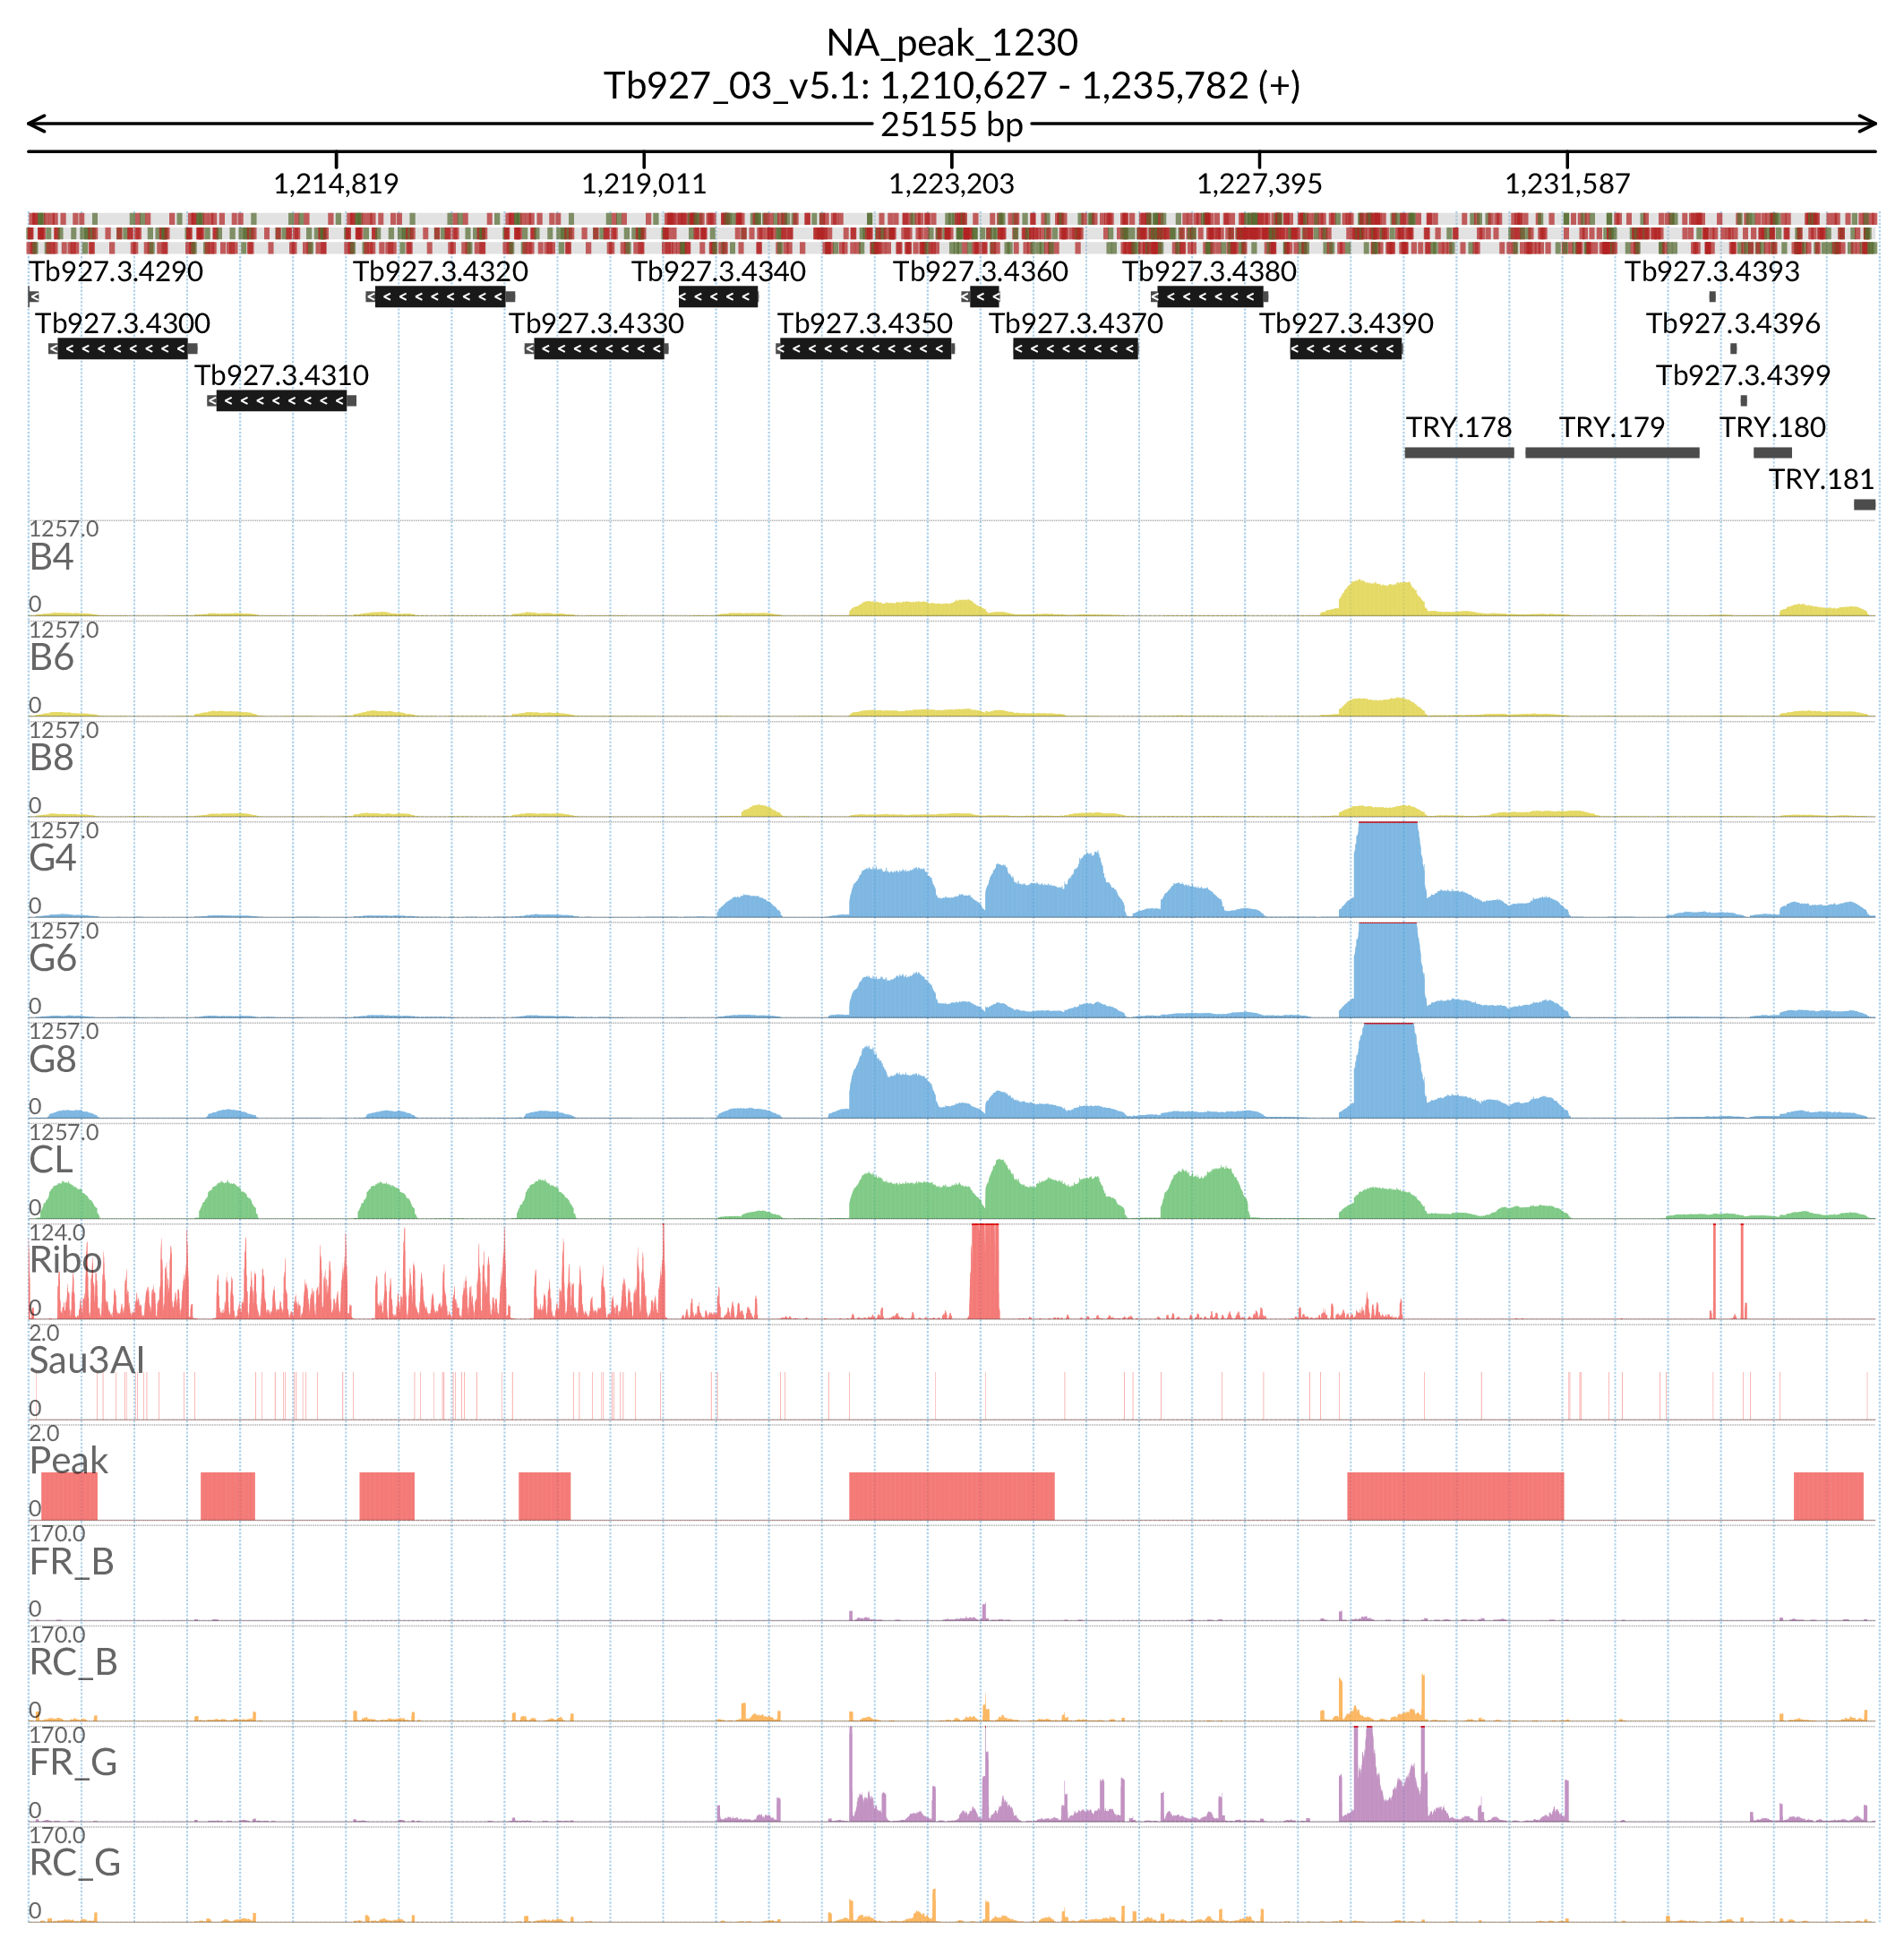 NA_peak_1230
Tb927_03_v5.1: 1,210,627 - 1,235,782 (+)
25155 bp
1,214,819 1,219,011 1,223,203 1,227,395 1,231,587
Tb927.3.4290 Tb927.3.4320 Tb927.3.4340 Tb927.3.4360 Tb927.3.4380 Tb927.3.4393
Tb927.3.4300 Tb927.3.4330 Tb927.3.4350 Tb927.3.4370 Tb927.3.4390 Tb927.3.4396
Tb927.3.4310 Tb927.3.4399
TRY.178 TRY.179 TRY.180
TRY.181
1257.0
B4
0
1257.0
B6
0
1257.0
B8
0
1257.0
G4
0
1257.0
G6
0
1257.0
G8
0
1257.0
CL
0
124.0
Ribo
0
2.0
Sau3AI
0
2.0
Peak
0
170.0
FR_B
0
170.0
RC_B
0
170.0
FR_G
0
170.0
RC_G
0